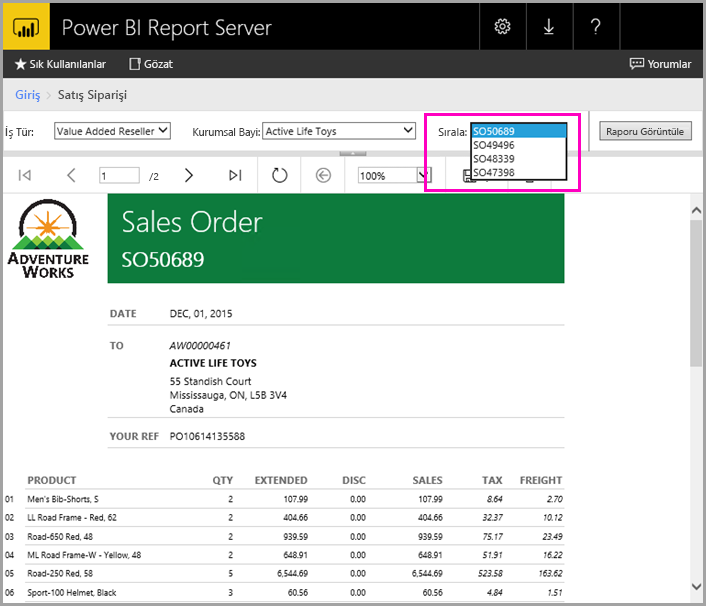 Power BI Report Server
?
Sık Kullanılanlar Gözat Yorumlar
Giriş > Satış Siparişi
İş Tür: Value Added Reseller Kurumsal Bayi: Active Life Toys Sırala: SO50689 Raporu Görüntüle
SO49496
SO48339
SO47398
1 /2 100%
Sales Order
SO50689
ADVENTURE
WORKS
DATE DEC, 01, 2015
TO AW00000461
ACTIVE LIFE TOYS
55 Standish Court
Mississauga, ON, L5B 3V4
Canada
YOUR REF PO10614135588
PRODUCT QTY EXTENDED DISC SALES TAX FREIGHT
01 Men's Bib-Shorts, S 2 107.99 0.00 107.99 8.64 2.70
02 LL Road Frame - Red, 62 2 404.66 0.00 404.66 32.37 10.12
03 Road-650 Red, 48 2 939.59 0.00 939.59 75.17 23.49
04 ML Road Frame-W - Yellow, 48 2 648.91 0.00 648.91 51.91 16.22
05 Road-250 Red, 58 5 6,544.69 0.00 6,544.69 523.58 163.62
06 Sport-100 Helmet, Black 3 60.56 0.00 60.56 4.84 1.51